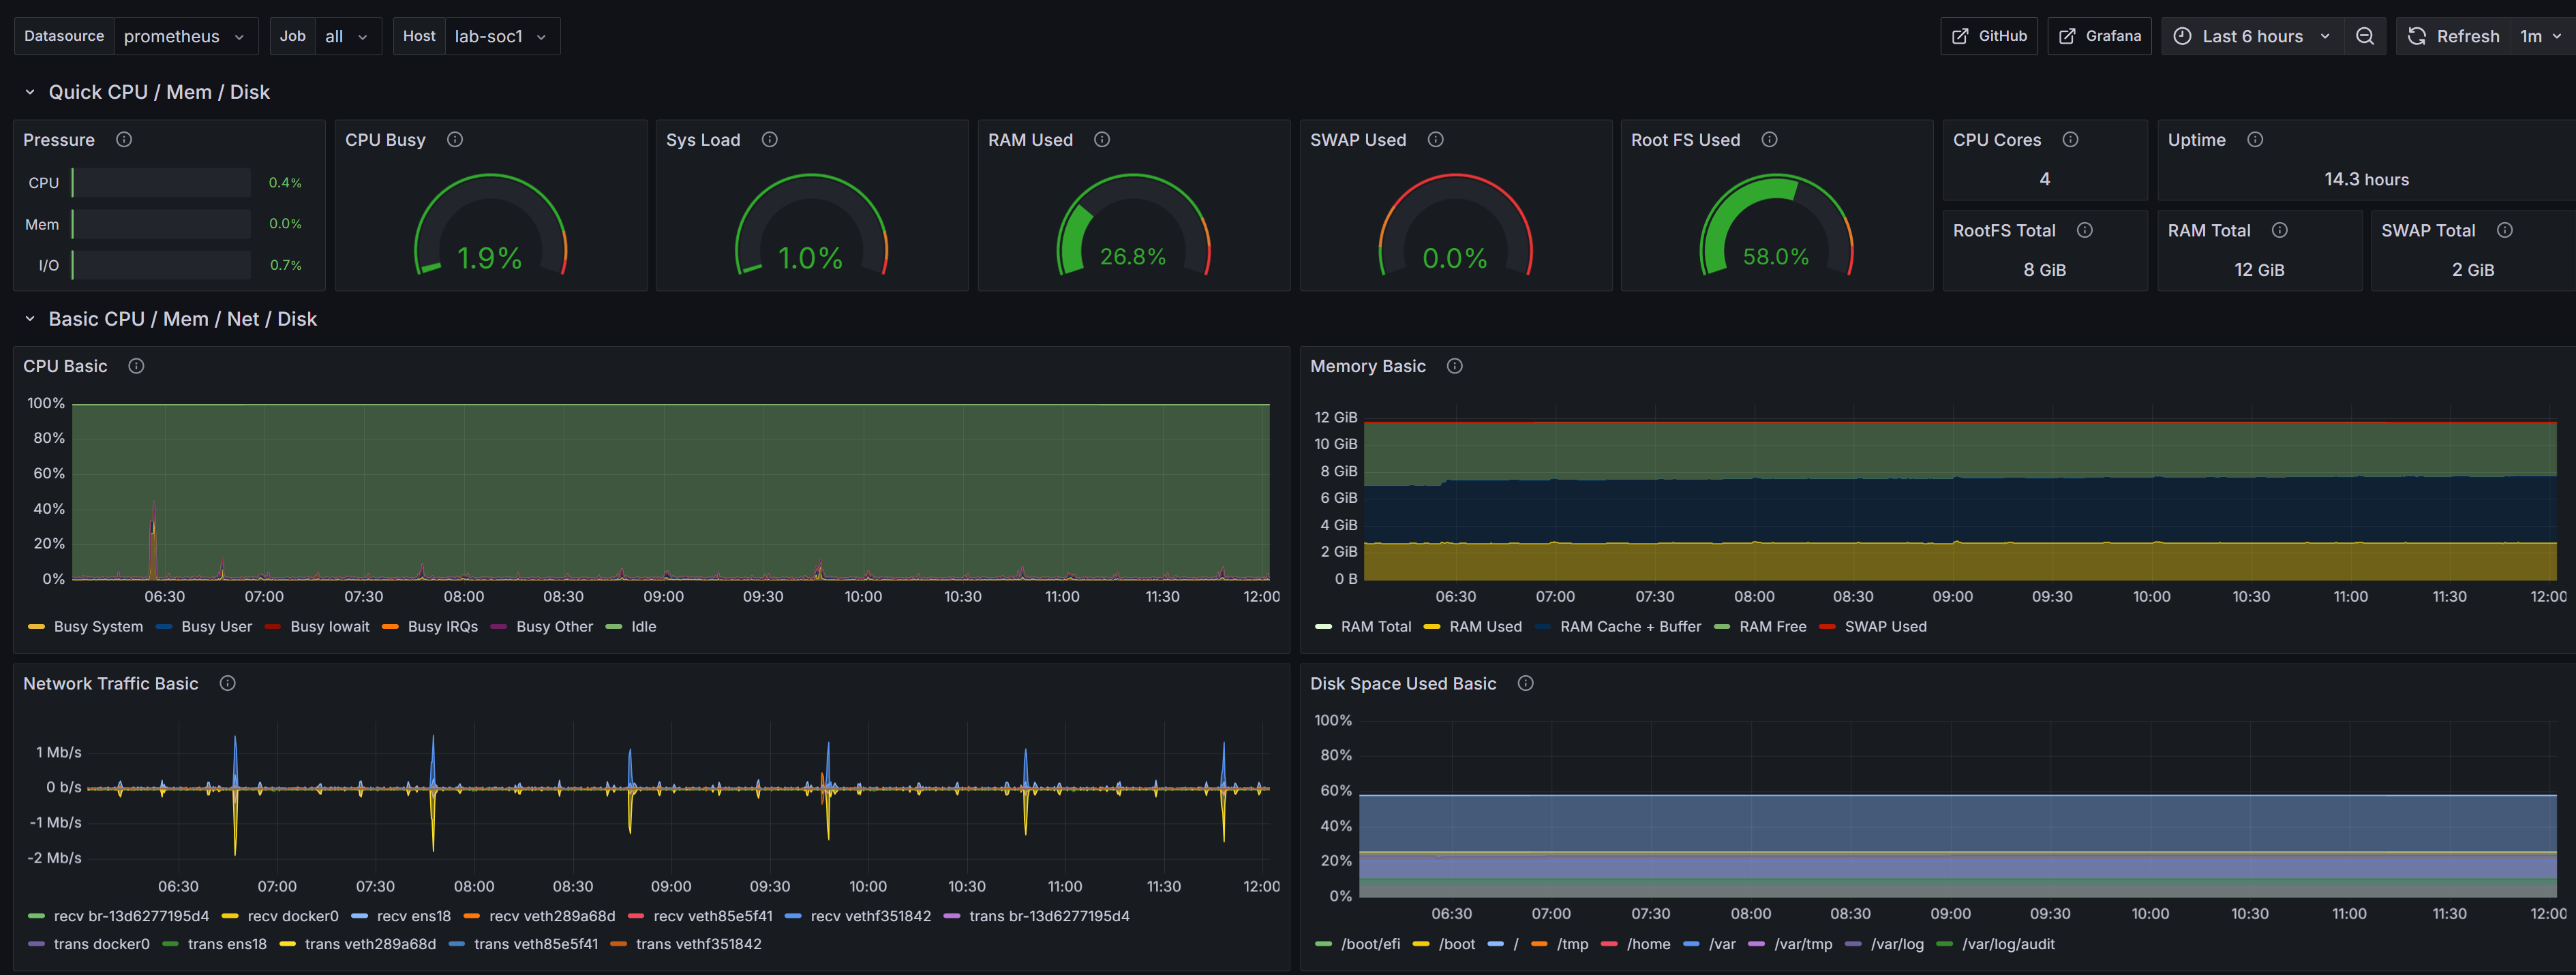 Datasource prometheus Job all Host lab-soc1 GitHub Grafana Last 6 hours Refresh 1m
Quick CPU / Mem / Disk
Pressure CPU Busy Sys Load RAM Used SWAP Used Root FS Used CPU Cores Uptime
CPU 0.4%
4 14.3 hours
Mem 0.0%
RootFS Total RAM Total SWAP Total
1.9% 1.0% 26.8% 0.0% 58.0%
I/O 0.7%
8 GiB 12 GiB 2 GiB
Basic CPU / Mem / Net / Disk
CPU Basic
100%
80%
60%
40%
20%
0%
06:30 07:00 07:30 08:00 08:30 09:00 09:30 10:00 10:30 11:00 11:30 12:00
Busy System Busy User Busy Iowait Busy IRQs Busy Other Idle
Memory Basic
12 GiB
10 GiB
8 GiB
6 GiB
4 GiB
2 GiB
0 B
06:30 07:00 07:30 08:00 08:30 09:00 09:30 10:00 10:30 11:00 11:30 12:00
RAM Total RAM Used RAM Cache + Buffer RAM Free SWAP Used
Network Traffic Basic
1 Mb/s
0 b/s
-1 Mb/s
-2 Mb/s
06:30 07:00 07:30 08:00 08:30 09:00 09:30 10:00 10:30 11:00 11:30 12:00
recv br-13d6277195d4 recv docker0 recv ens18 recv veth289a68d recv veth85e5f41 recv vethf351842 trans br-13d6277195d4
trans docker0 trans ens18 trans veth289a68d trans veth85e5f41 trans vethf351842
Disk Space Used Basic
100%
80%
60%
40%
20%
0%
06:30 07:00 07:30 08:00 08:30 09:00 09:30 10:00 10:30 11:00 11:30 12:00
/boot/efi /boot / /tmp /home /var /var/tmp /var/log /var/log/audit